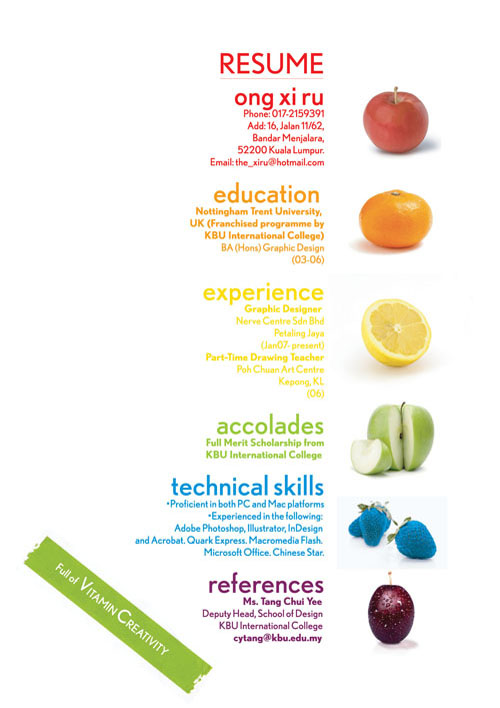 RESUME
ong xi ru
Phone: 017-2159391
Add: 16, Jalan 11/62,
Bandar Menjalara,
52200 Kuala Lumpur.
Email: the_xiru@hotmail.com
education
Nottingham Trent University,
UK (Franchised programme by
KBU International College)
BA (Hons) Graphic Design
(03-06)
experience
Graphic Designer
Nerve Centre Sdn Bhd
Petaling Jaya
(Jan07- present)
Part-Time Drawing Teacher
Poh Chuan Art Centre
Kepong, KL
(06)
accolades
Full Merit Scholarship from
KBU International College
technical skills
•Proficient in both PC and Mac platforms
•Experienced in the following:
Adobe Photoshop, Illustrator, InDesign
and Acrobat. Quark Express. Macromedia Flash.
Microsoft Office. Chinese Star.
references
Ms. Tang Chui Yee
Deputy Head, School of Design
KBU International College
cytang@kbu.edu.my
Full of VITAMIN CREATIVITY